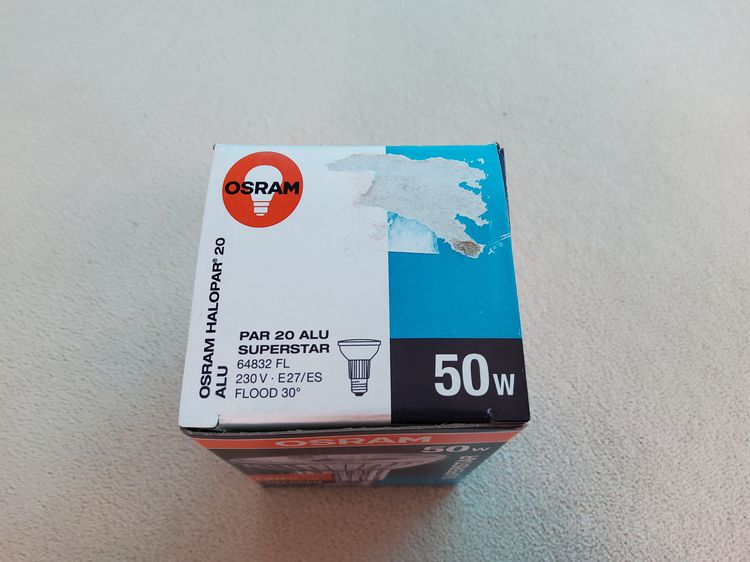 OSRAM
OSRAM HALOPAR® 20
ALU
PAR 20 ALU
SUPERSTAR
64832 FL
230 V · E27/ES
FLOOD 30°
50 W
OSRAM
50 W